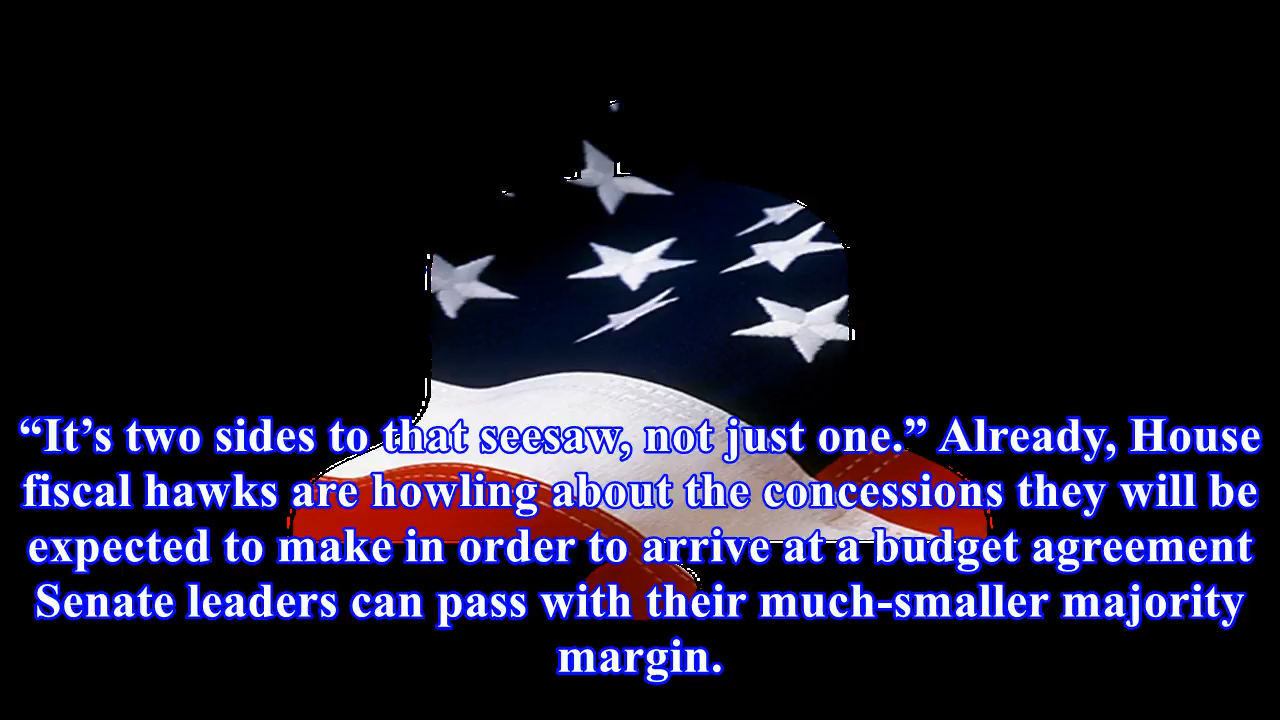 “It’s two sides to that seesaw, not just one.” Already, House
fiscal hawks are howling about the concessions they will be
expected to make in order to arrive at a budget agreement
Senate leaders can pass with their much-smaller majority
margin.